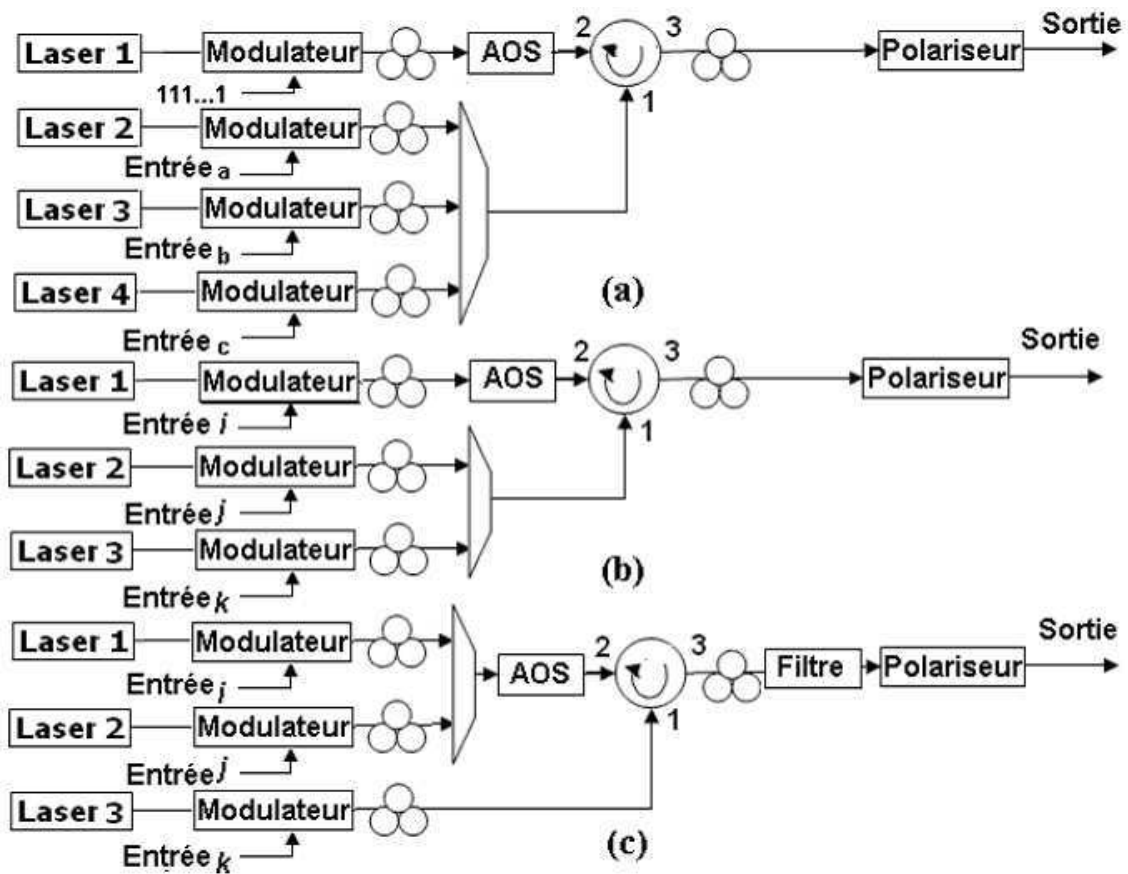 Laser 1 Modulateur AOS 2 3 1 Polariseur Sortie
111...1
Laser 2 Modulateur
Entrée a
Laser 3 Modulateur
Entrée b
Laser 4 Modulateur
Entrée c
(a)
Laser 1 Modulateur AOS 2 3 1 Polariseur Sortie
Entrée i
Laser 2 Modulateur
Entrée j
Laser 3 Modulateur
Entrée k
(b)
Laser 1 Modulateur AOS 2 3 1 Filtre Polariseur Sortie
Entrée i
Laser 2 Modulateur
Entrée j
Laser 3 Modulateur
Entrée k
(c)